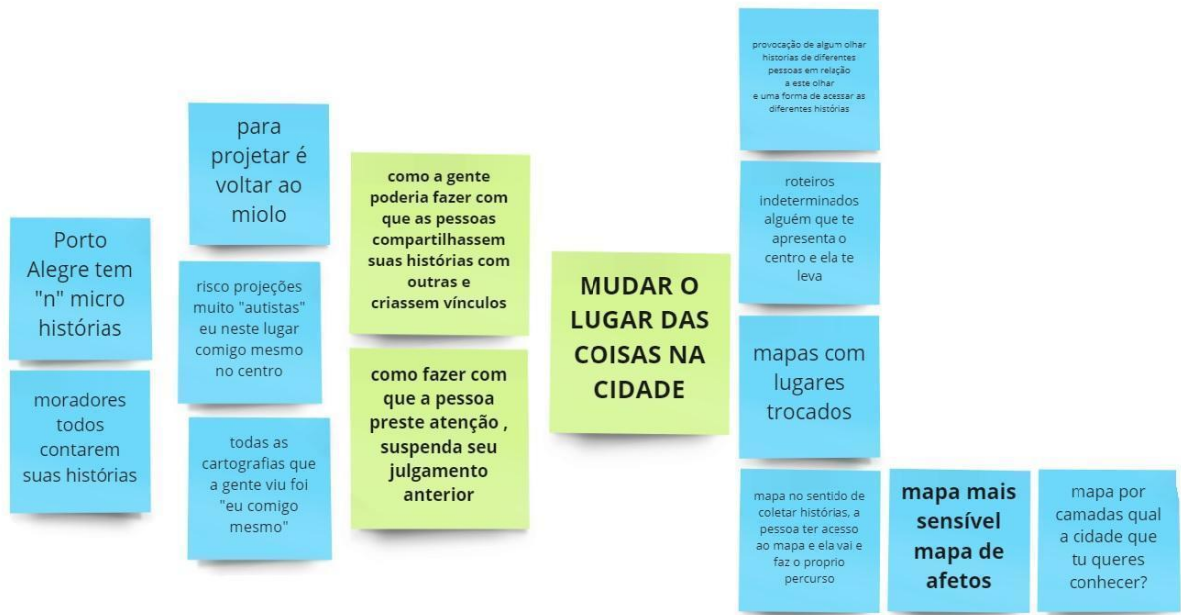 Porto
Alegre tem
"n" micro
histórias
moradores
todos
contarem
suas histórias
para
projetar é
voltar ao
miolo
risco projeções
muito "autistas"
eu neste lugar
comigo mesmo
no centro
todas as
cartografias que
a gente viu foi
"eu comigo
mesmo"
como a gente
poderia fazer com
que as pessoas
compartilhassem
suas histórias com
outras e
criassem vínculos
como fazer com
que a pessoa
preste atenção ,
suspenda seu
julgamento
anterior
MUDAR O
LUGAR DAS
COISAS NA
CIDADE
provocação de algum olhar
historias de diferentes
pessoas em relação
a este olhar
e uma forma de acessar as
diferentes histórias
roteiros
indeterminados
alguém que te
apresenta o
centro e ela te
leva
mapas com
lugares
trocados
mapa no sentido de
coletar histórias, a
pessoa ter acesso
ao mapa e ela vai e
faz o proprio
percurso
mapa mais
sensível
mapa de
afetos
mapa por
camadas qual
a cidade que
tu queres
conhecer?